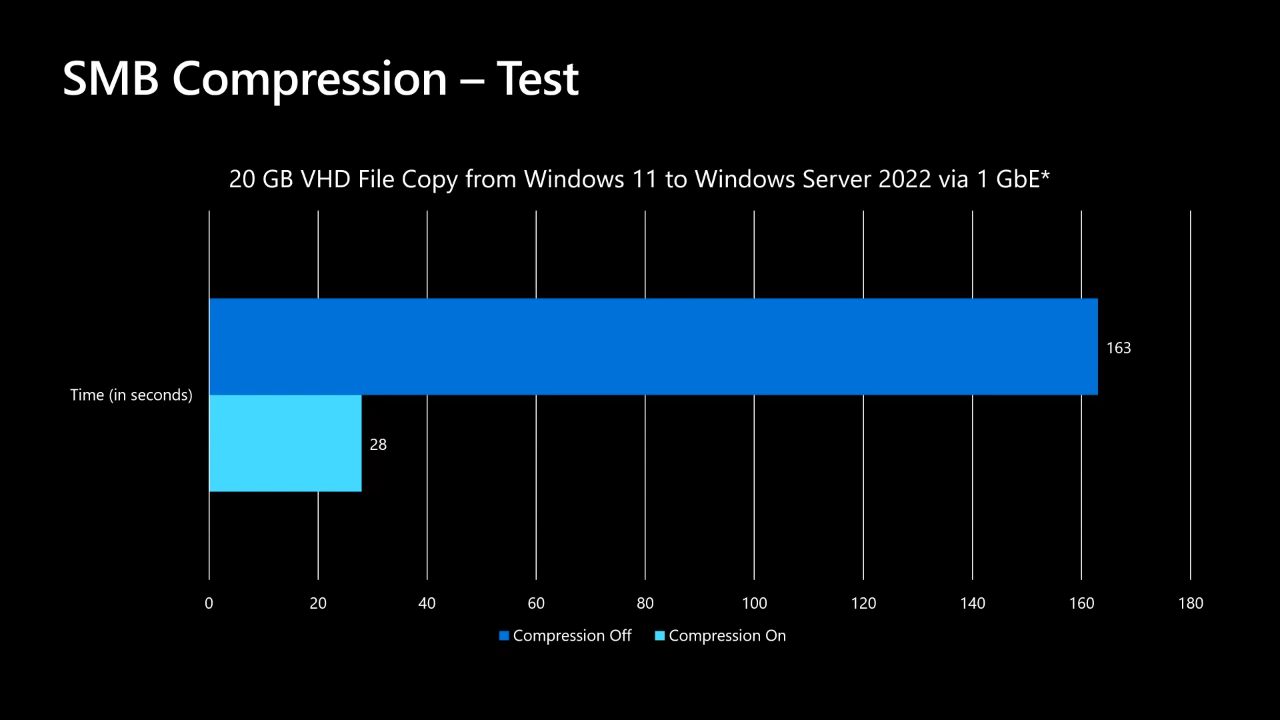 SMB Compression – Test
20 GB VHD File Copy from Windows 11 to Windows Server 2022 via 1 GbE*
163
Time (in seconds)
28
0 20 40 60 80 100 120 140 160 180
Compression Off Compression On